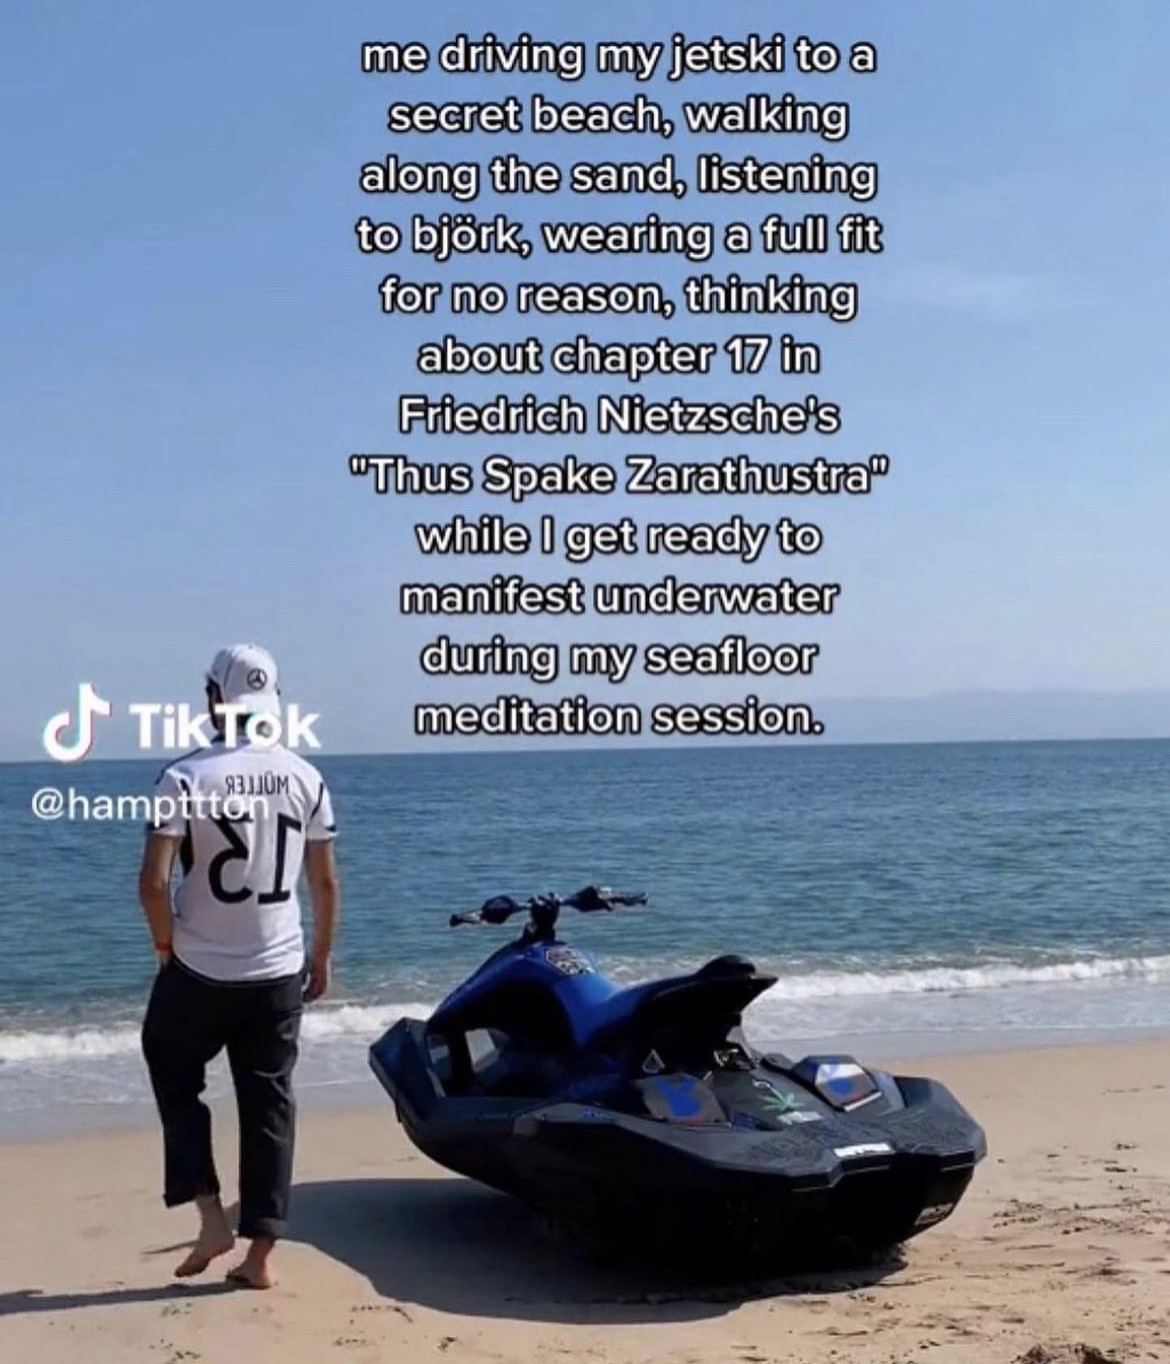 me driving my jetski to a
secret beach, walking
along the sand, listening
to björk, wearing a full fit
for no reason, thinking
about chapter 17 in
Friedrich Nietzsche's
"Thus Spake Zarathustra"
while I get ready to
manifest underwater
during my seafloor
meditation session.
TikTok
@hampttton
MÜLLER
13